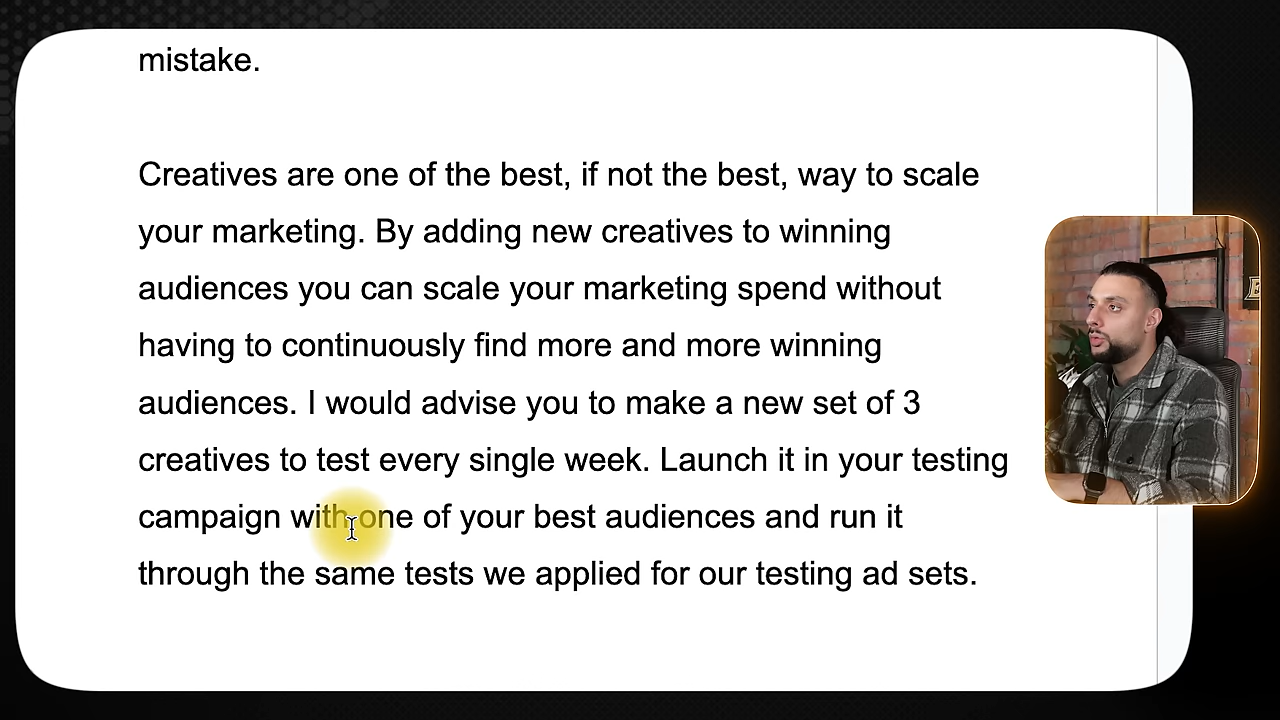 mistake.
Creatives are one of the best, if not the best, way to scale
your marketing. By adding new creatives to winning
audiences you can scale your marketing spend without
having to continuously find more and more winning
audiences. I would advise you to make a new set of 3
creatives to test every single week. Launch it in your testing
campaign with one of your best audiences and run it
through the same tests we applied for our testing ad sets.